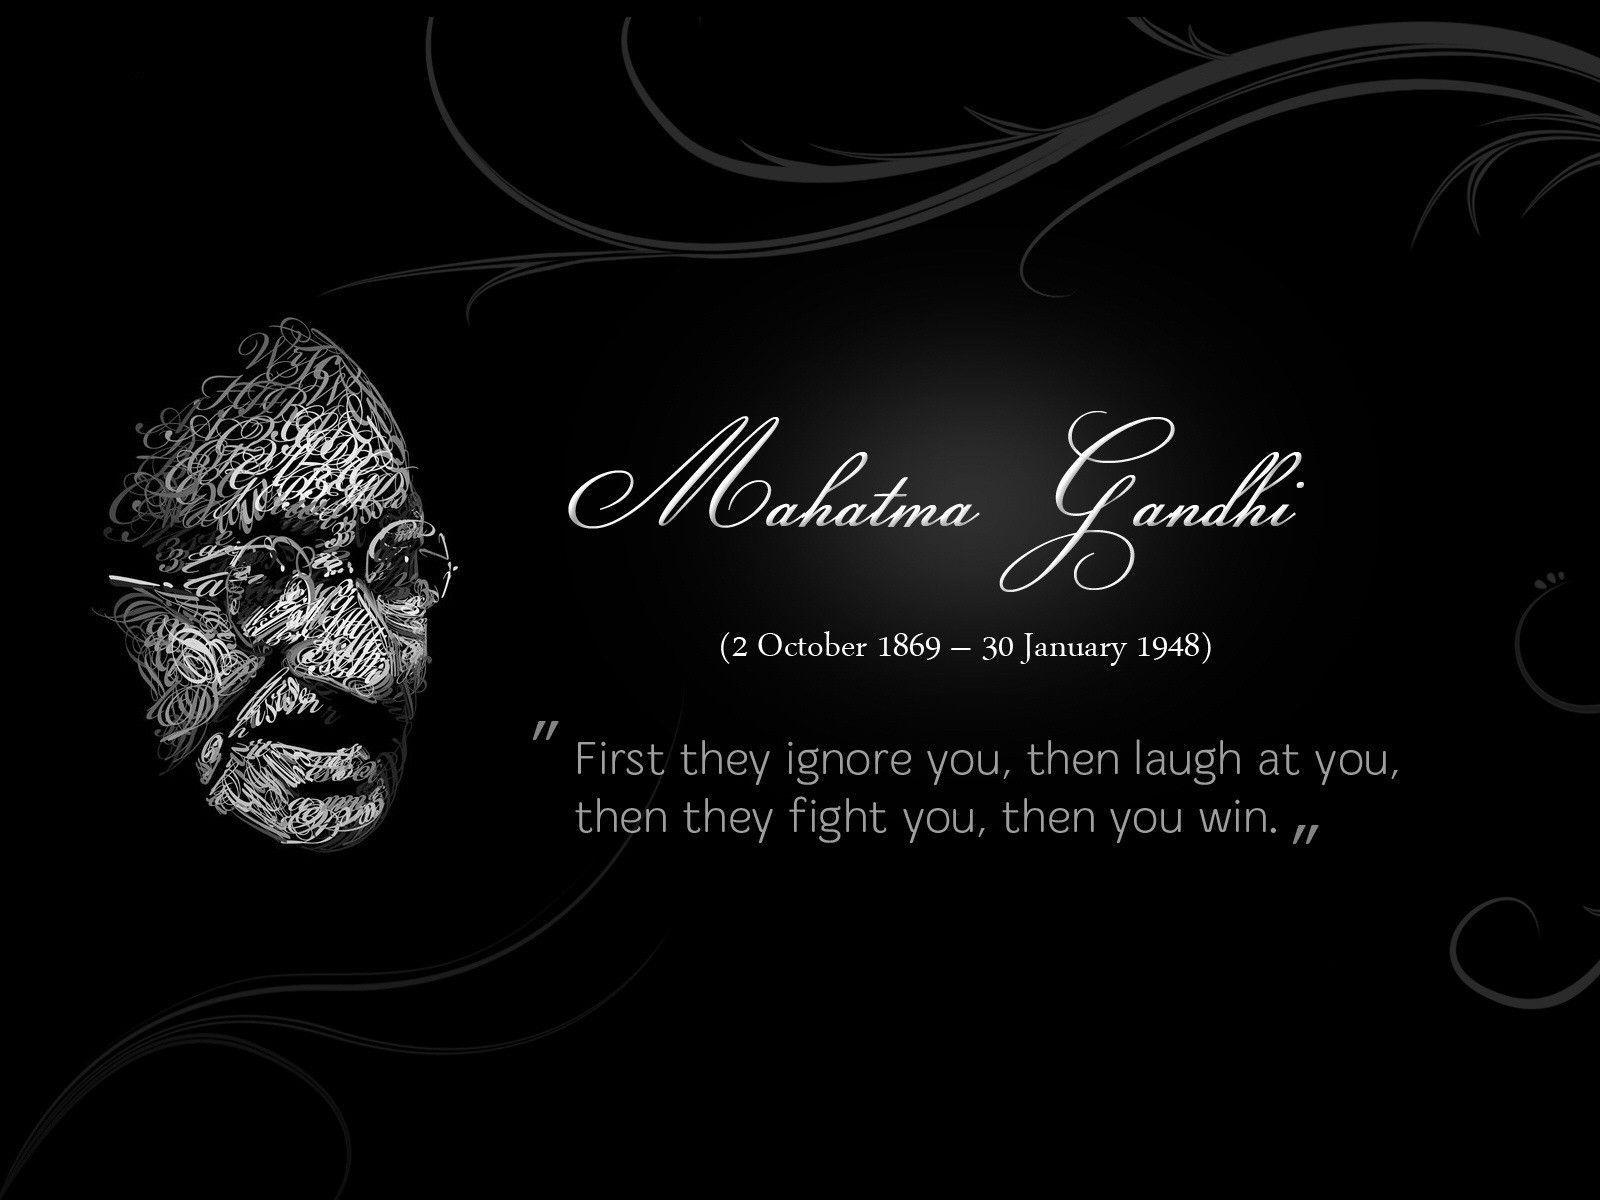 Mahatma Gandhi
(2 October 1869 – 30 January 1948)
" First they ignore you, then laugh at you,
then they fight you, then you win. "